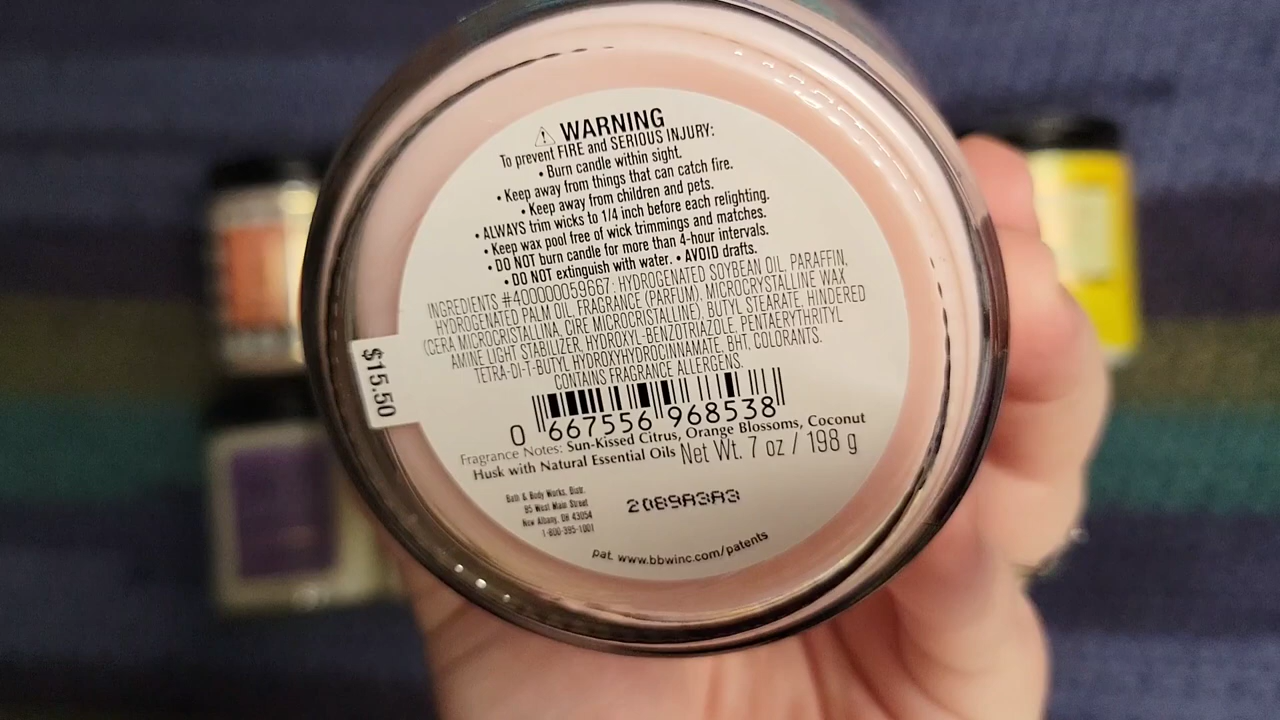 WARNING
To prevent FIRE and SERIOUS INJURY:
• Burn candle within sight.
• Keep away from things that can catch fire.
• Keep away from children and pets.
• ALWAYS trim wicks to 1/4 inch before each relighting.
• Keep wax pool free of wick trimmings and matches.
• DO NOT burn candle for more than 4-hour intervals.
• DO NOT extinguish with water. • AVOID drafts.
INGREDIENTS #400000059667: HYDROGENATED SOYBEAN OIL, PARAFFIN,
HYDROGENATED PALM OIL, FRAGRANCE (PARFUM), MICROCRYSTALLINE WAX
(CERA MICROCRISTALLINA, CIRE MICROCRISTALLINE), BUTYL STEARATE, HINDERED
AMINE LIGHT STABILIZER, HYDROXYL-BENZOTRIAZOLE, PENTAERYTHRITYL
TETRA-DI-T-BUTYL HYDROXYHYDROCINNAMATE, BHT, COLORANTS.
CONTAINS FRAGRANCE ALLERGENS.
$15.50
0 667556 968538
Fragrance Notes: Sun-Kissed Citrus, Orange Blossoms, Coconut
Husk with Natural Essential Oils Net Wt. 7 oz / 198 g
Bath & Body Works, Distr.
95 West Main Street
New Albany, OH 43054
1-800-395-1001
2089A3A3
pat. www.bbwinc.com/patents